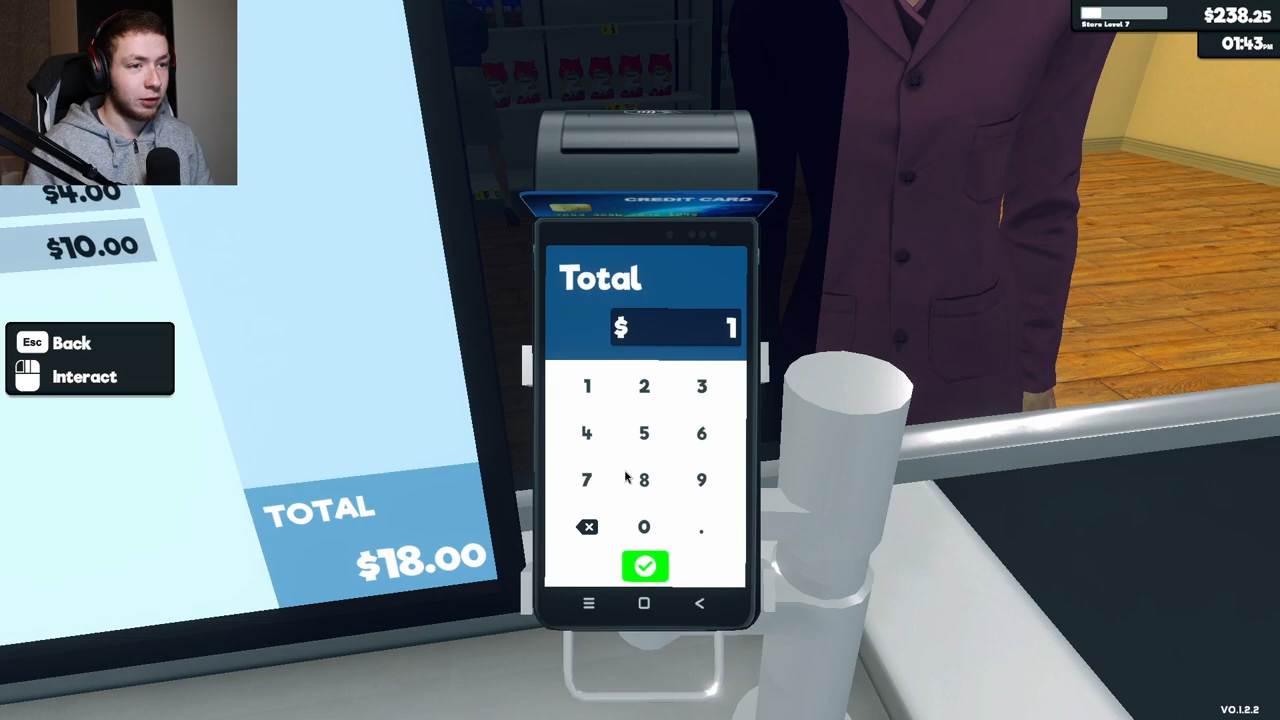 $238.25
Store Level 7
01:43PM
$4.00
$10.00
CREDIT CARD
Total
$ 1
Esc Back
Interact
1 2 3
4 5 6
7 8 9
0 .
TOTAL
$18.00
V0.1.2.2